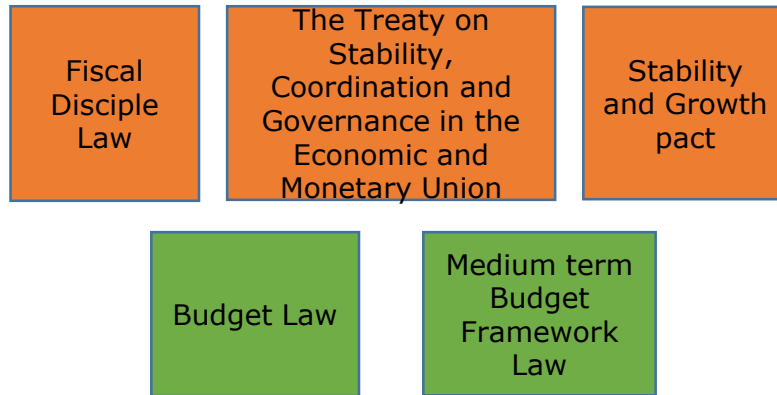 Fiscal
Disciple
Law
The Treaty on
Stability,
Coordination and
Governance in the
Economic and
Monetary Union
Stability
and Growth
pact
Budget Law
Medium term
Budget
Framework
Law